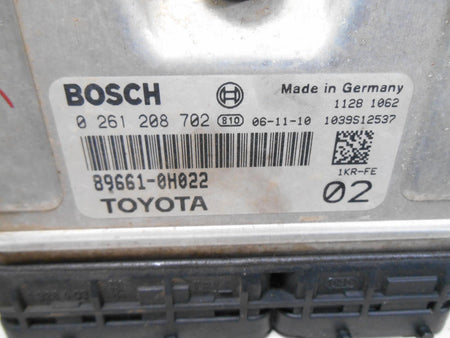 BOSCH Made in Germany
1128 1062
0 261 208 702 B10 06-11-10 1039S12537
89661-0H022 1KR-FE
TOYOTA 02